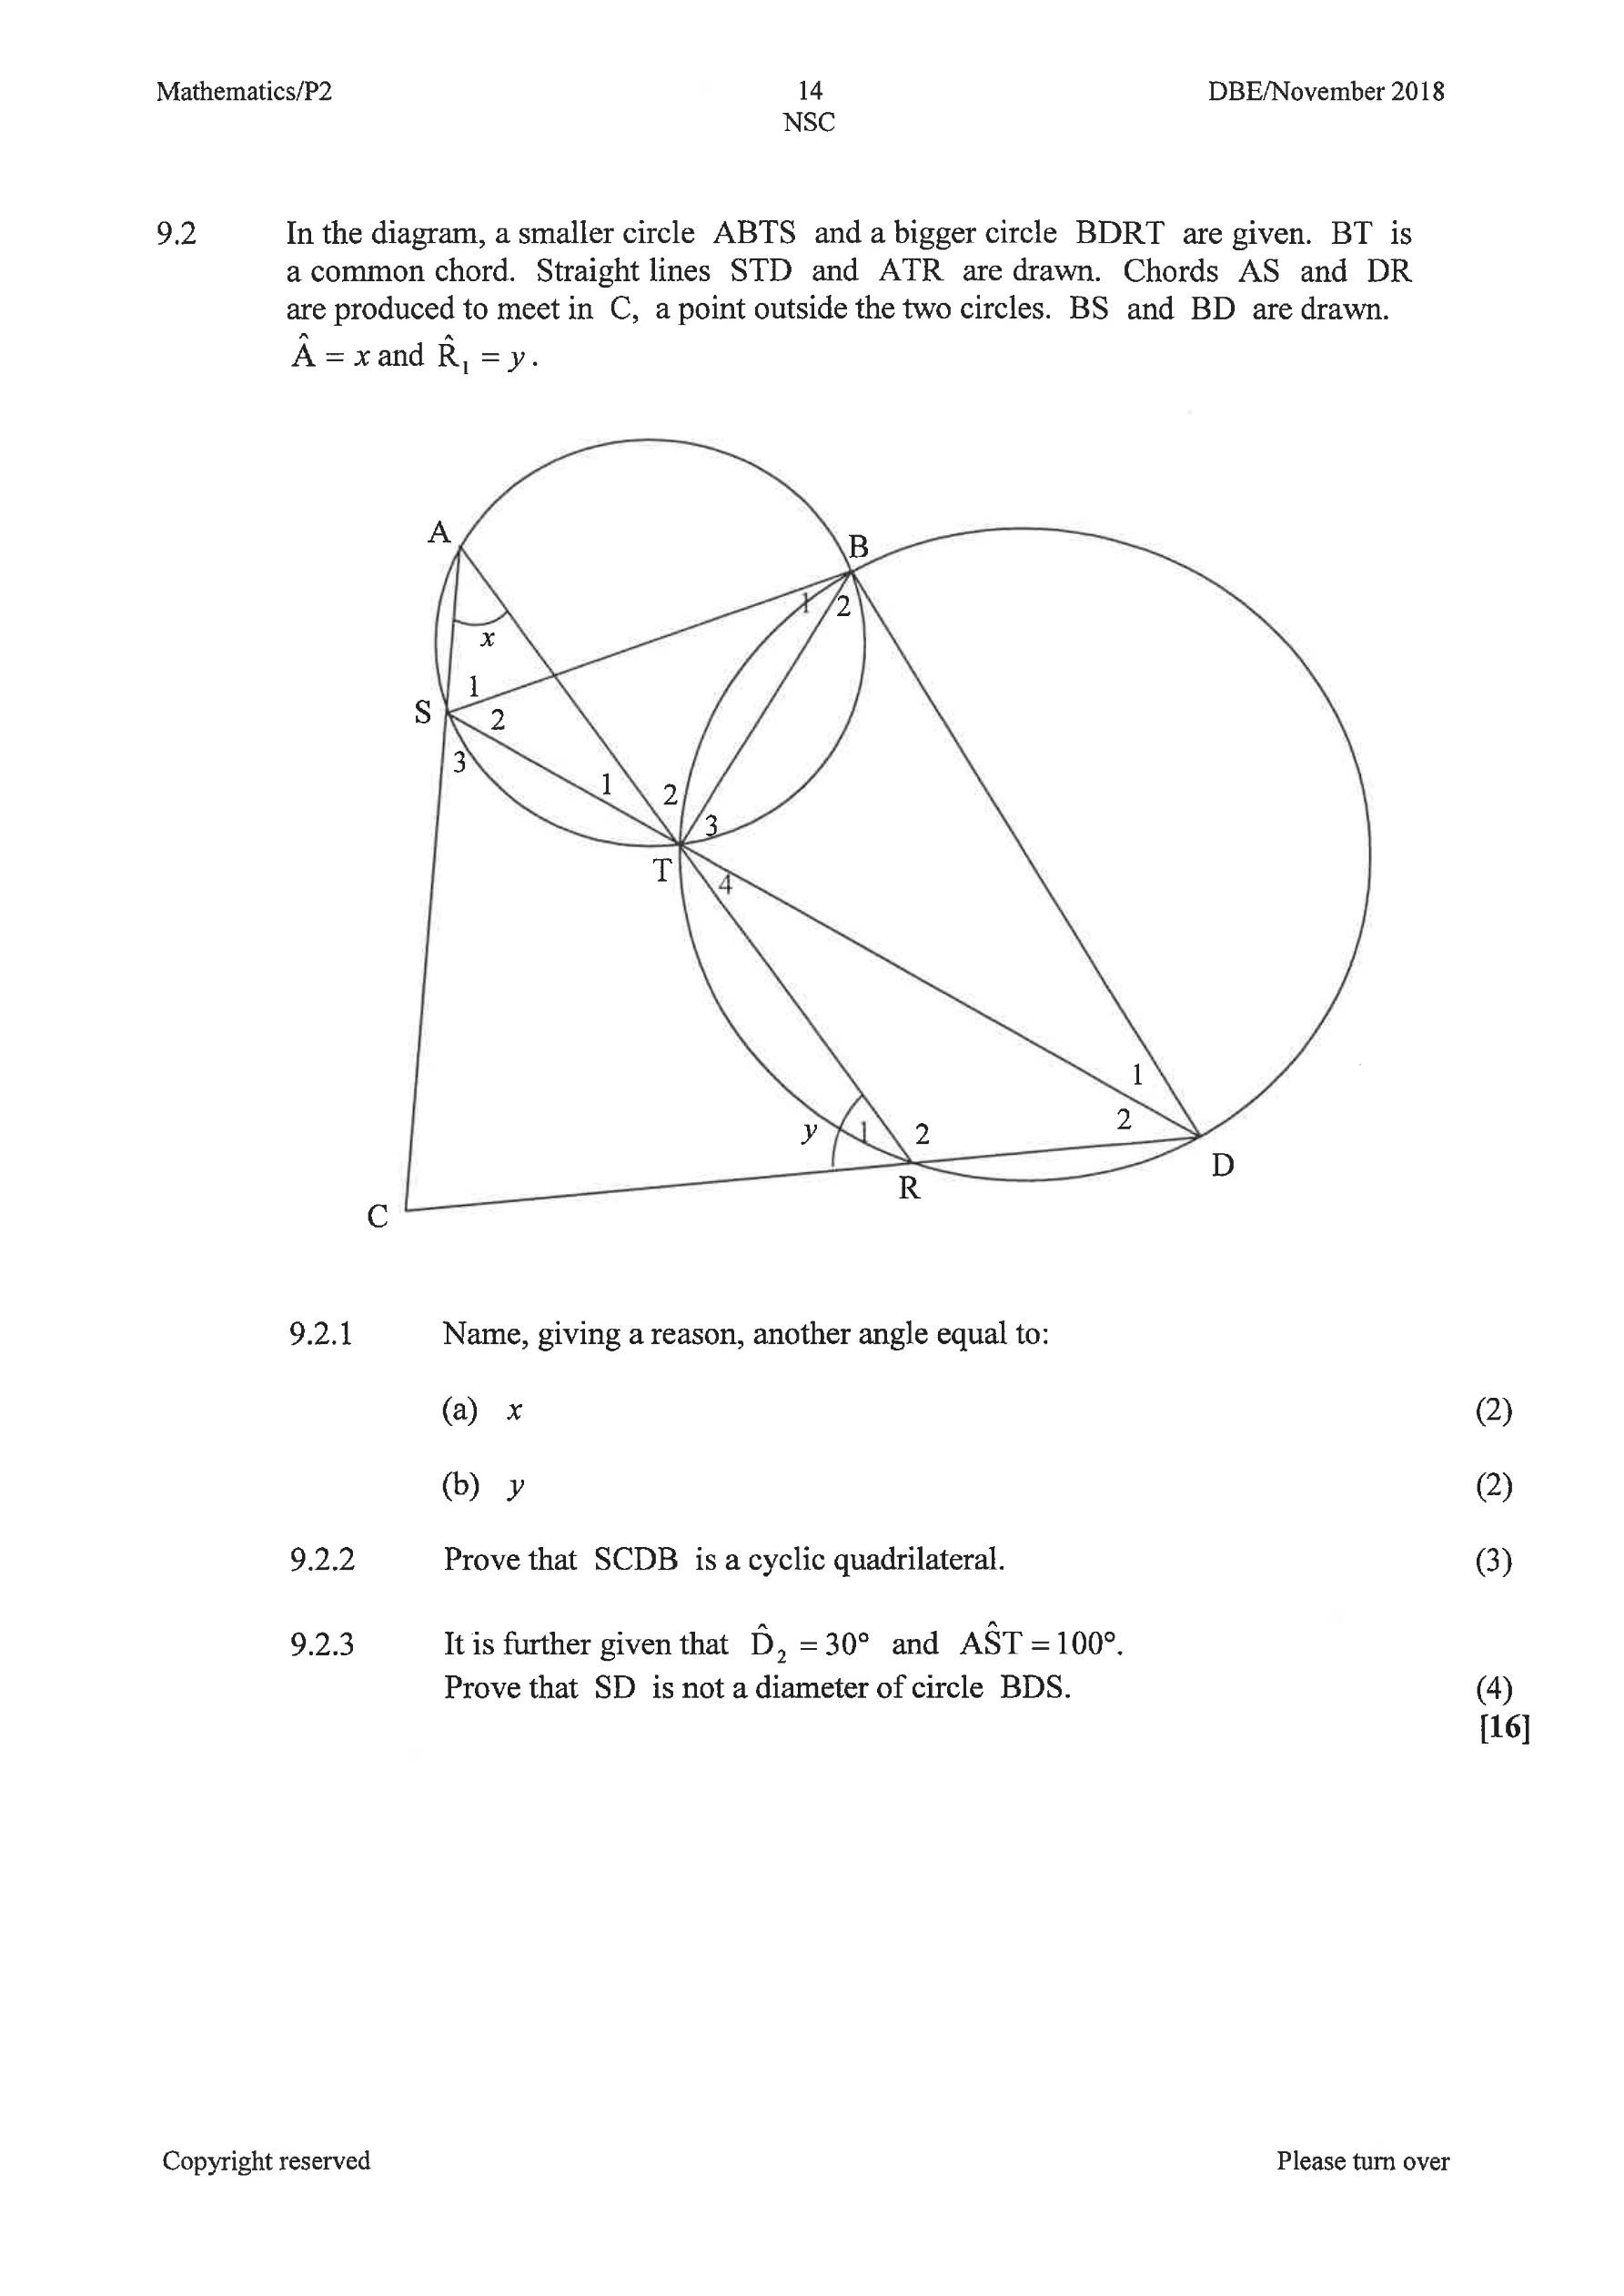 Mathematics/P2 14 DBE/November 2018
NSC
9.2 In the diagram, a smaller circle ABTS and a bigger circle BDRT are given. BT is
a common chord. Straight lines STD and ATR are drawn. Chords AS and DR
are produced to meet in C, a point outside the two circles. BS and BD are drawn.
Â = x and R̂₁ = y.
A
B
1 2
x
1
S 2
3
1 2
3
T 4
1
2
y 1 2
D
R
C
9.2.1 Name, giving a reason, another angle equal to:
(a) x (2)
(b) y (2)
9.2.2 Prove that SCDB is a cyclic quadrilateral. (3)
9.2.3 It is further given that D̂₂ = 30° and AŜT = 100°.
Prove that SD is not a diameter of circle BDS. (4)
[16]
Copyright reserved Please turn over